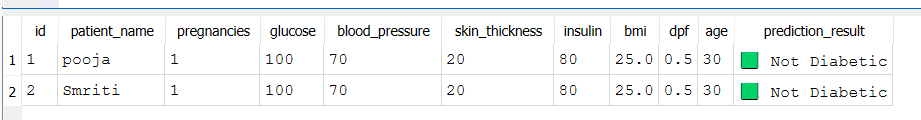 id patient_name pregnancies glucose blood_pressure skin_thickness insulin bmi dpf age prediction_result
1 1 pooja 1 100 70 20 80 25.0 0.5 30 🟩 Not Diabetic
2 2 Smriti 1 100 70 20 80 25.0 0.5 30 🟩 Not Diabetic